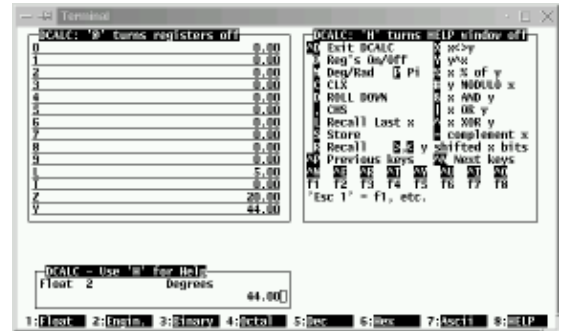 Terminal
DCALC: '@' turns registers off
0 0.00
1 0.00
2 0.00
3 0.00
4 0.00
5 0.00
6 0.00
7 0.00
8 0.00
9 0.00
L 5.00
T 0.00
Z 20.00
Y 44.00
DCALC: 'H' turns HELP window off
Exit DCALC X x<>y
Reg's On/Off y^x
Deg/Rad P Pi % x % of y
C CLX y MODULO x
D ROLL DOWN x AND y
CHS | x OR y
Recall Last x ^ x XOR y
S Store complement x
R Recall y shifted x bits
Previous keys Next keys
f1 f2 f3 f4 f5 f6 f7 f8
'Esc 1' = f1, etc.
DCALC - Use 'H' for Help
Float 2 Degrees
44.00
1:Float 2:Engin. 3:Binary 4:Octal 5:Dec 6:Hex 7:Ascii 8:HELP